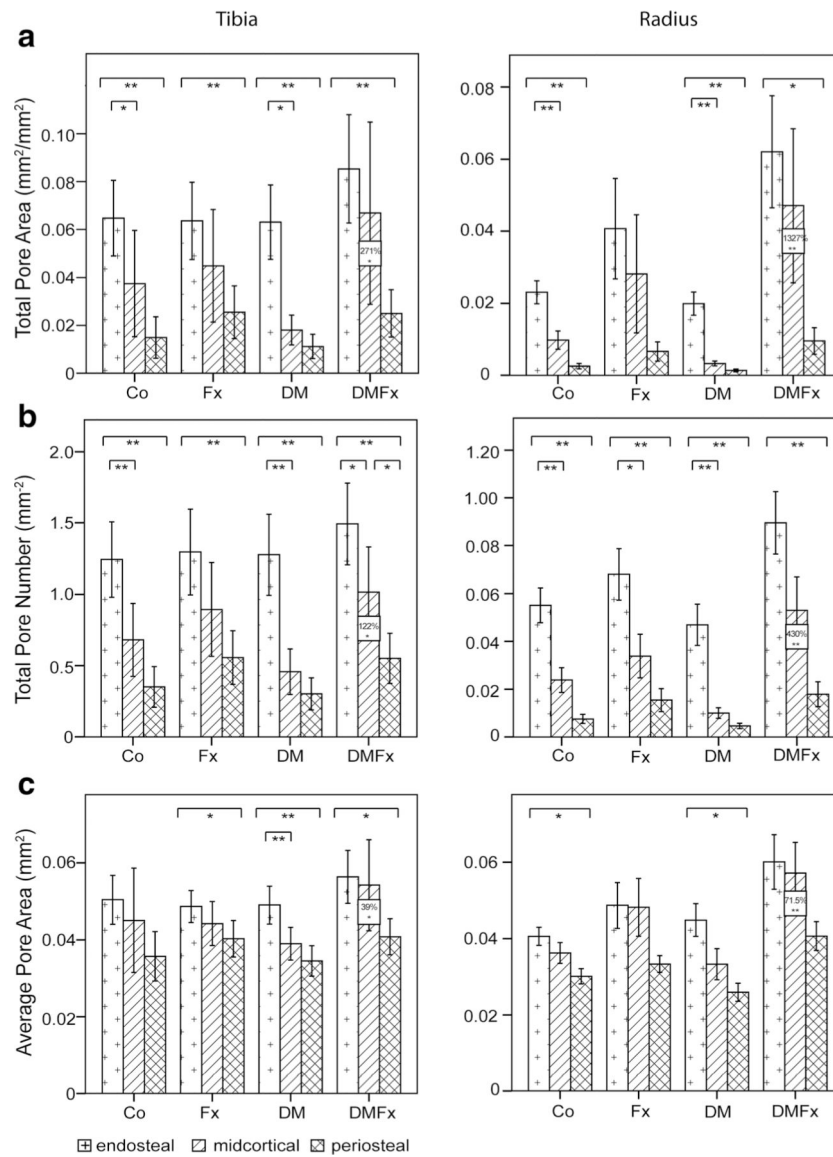 Tibia Radius
a
Total Pore Area (mm²/mm²)
** ** ** **
* *
0.10
0.08
0.06
0.04
0.02
0
271%
*
Co Fx DM DMFx
** ** *
** **
0.08
0.06
0.04
0.02
0
1327%
**
Co Fx DM DMFx
b
Total Pore Number (mm⁻²)
** ** ** **
** ** * *
2.0
1.5
1.0
0.5
0
122%
*
Co Fx DM DMFx
** ** ** **
** * **
1.20
1.00
0.08
0.06
0.04
0.02
0
430%
**
Co Fx DM DMFx
c
Average Pore Area (mm²)
* ** *
**
0.06
0.04
0.02
0
39%
*
Co Fx DM DMFx
* *
0.06
0.04
0.02
0
71.5%
**
Co Fx DM DMFx
endosteal midcortical periosteal